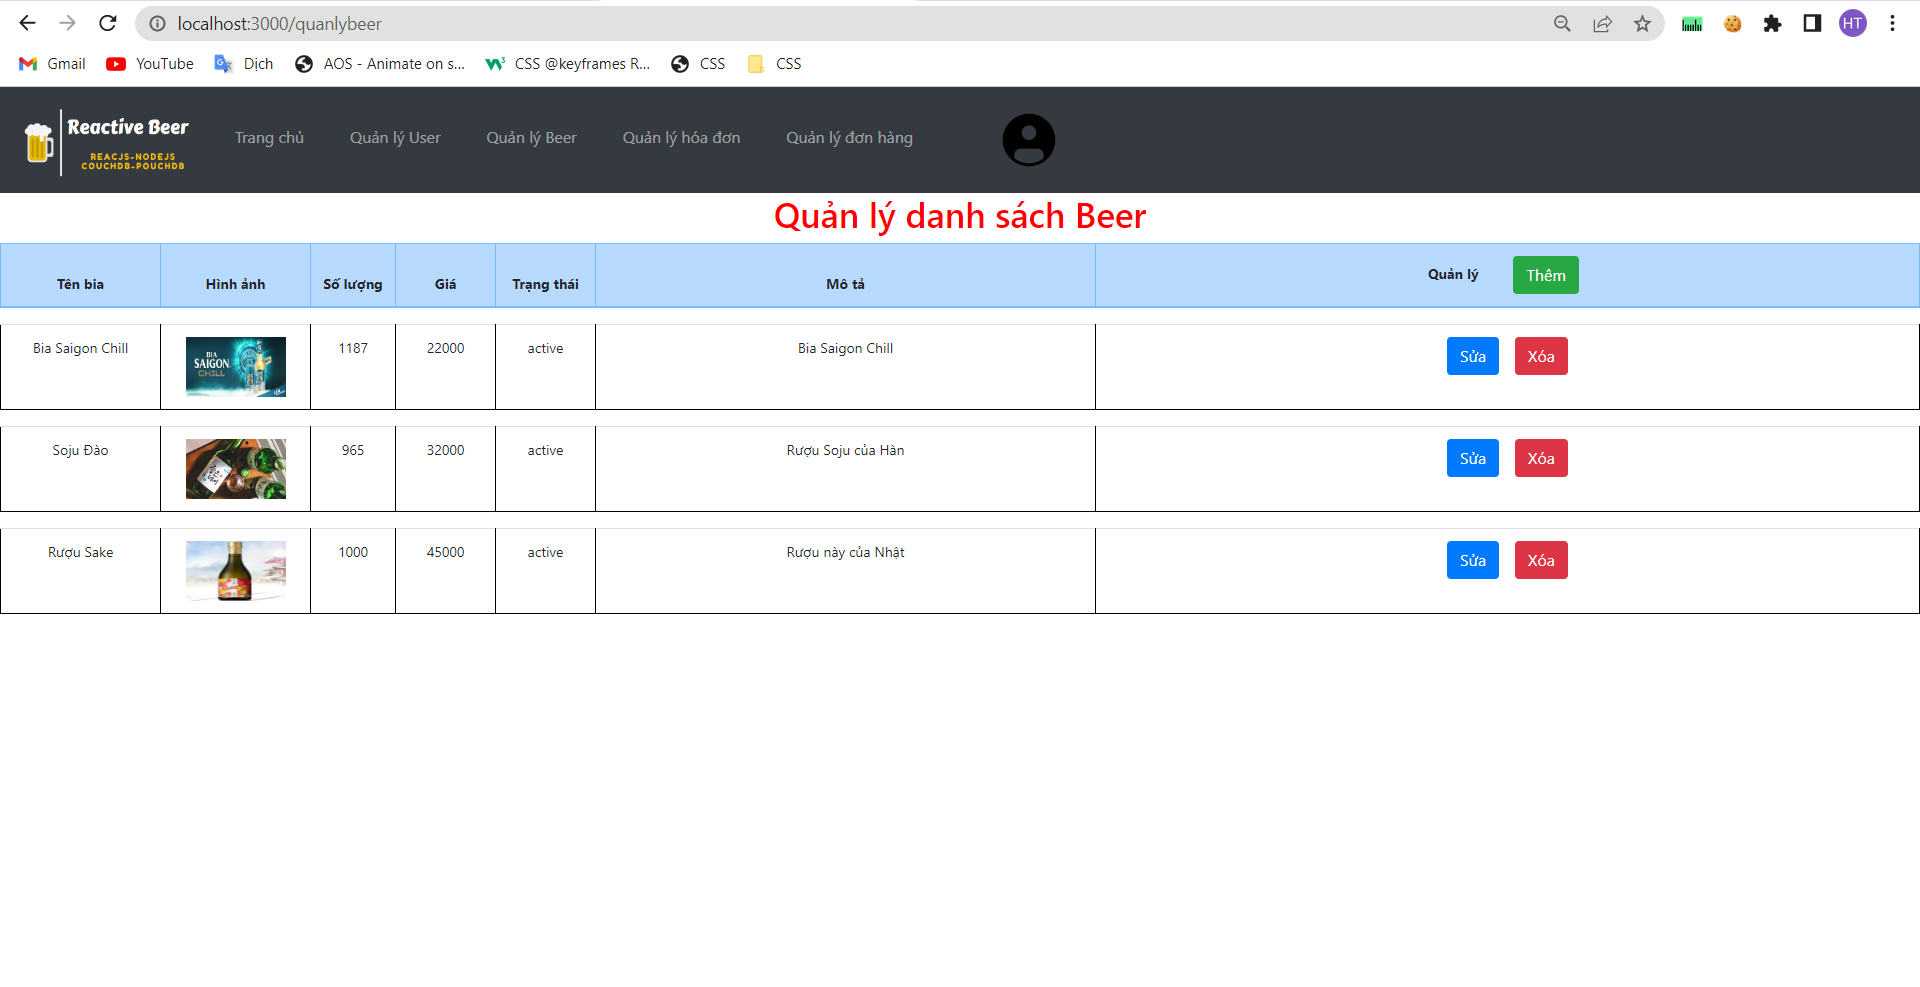 localhost:3000/quanlybeer
HT
Gmail
YouTube
Dịch
AOS - Animate on s...
CSS @keyframes R...
CSS
CSS
Reactive Beer
REACJS-NODEJS
COUCHDB-POUCHDB
Trang chủ
Quản lý User
Quản lý Beer
Quản lý hóa đơn
Quản lý đơn hàng
Quản lý danh sách Beer
Tên bia
Hình ảnh
Số lượng
Giá
Trạng thái
Mô tả
Quản lý
Thêm
Bia Saigon Chill
BIA
SAIGON
CHILL
1187
22000
active
Bia Saigon Chill
Sửa
Xóa
Soju Đào
965
32000
active
Rượu Soju của Hàn
Sửa
Xóa
Rượu Sake
1000
45000
active
Rượu này của Nhật
Sửa
Xóa